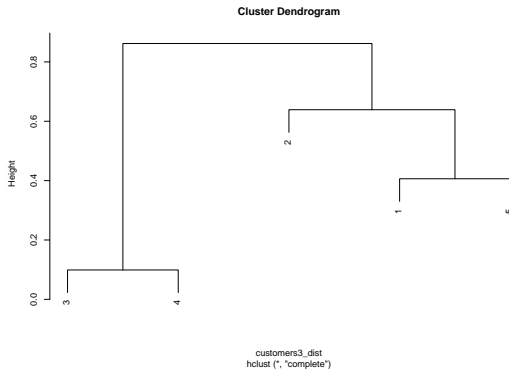 Cluster Dendrogram
Height
0.0
0.2
0.4
0.6
0.8
3
4
2
1
customers3_dist
hclust (*, "complete")